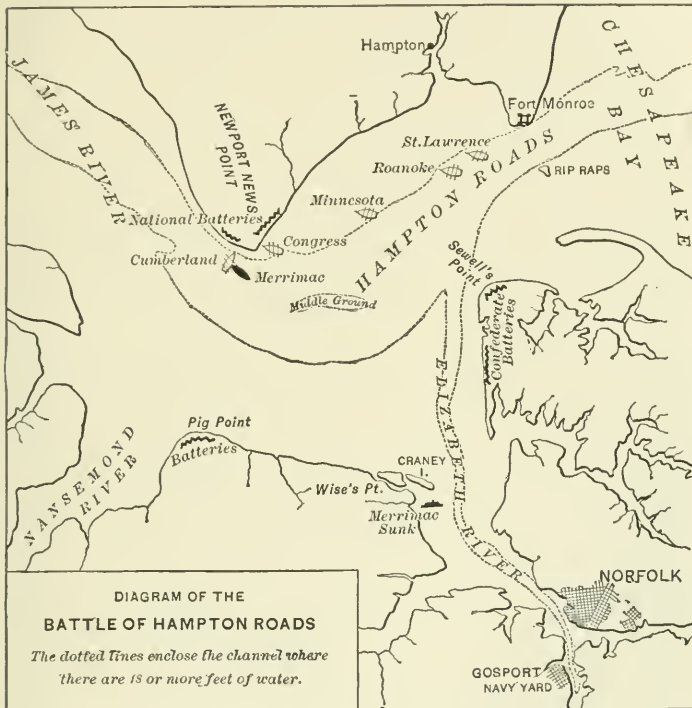 CHESAPEAKE
BAY
Hampton
JAMES RIVER
NEWPORT NEWS
POINT
Fort Monroe
St. Lawrence
Roanoke
HAMPTON ROADS
RIP RAPS
Minnesota
National Batteries
Congress
Cumberland
Merrimac
Sewell's
Point
Middle Ground
Confederate
Batteries
ELIZABETH RIVER
Pig Point
Batteries
NANSEMOND
RIVER
CRANEY
I.
Wise's Pt.
Merrimac
Sunk
NORFOLK
GOSPORT
NAVY YARD
DIAGRAM OF THE
BATTLE OF HAMPTON ROADS
The dotted lines enclose the channel where
there are 18 or more feet of water.